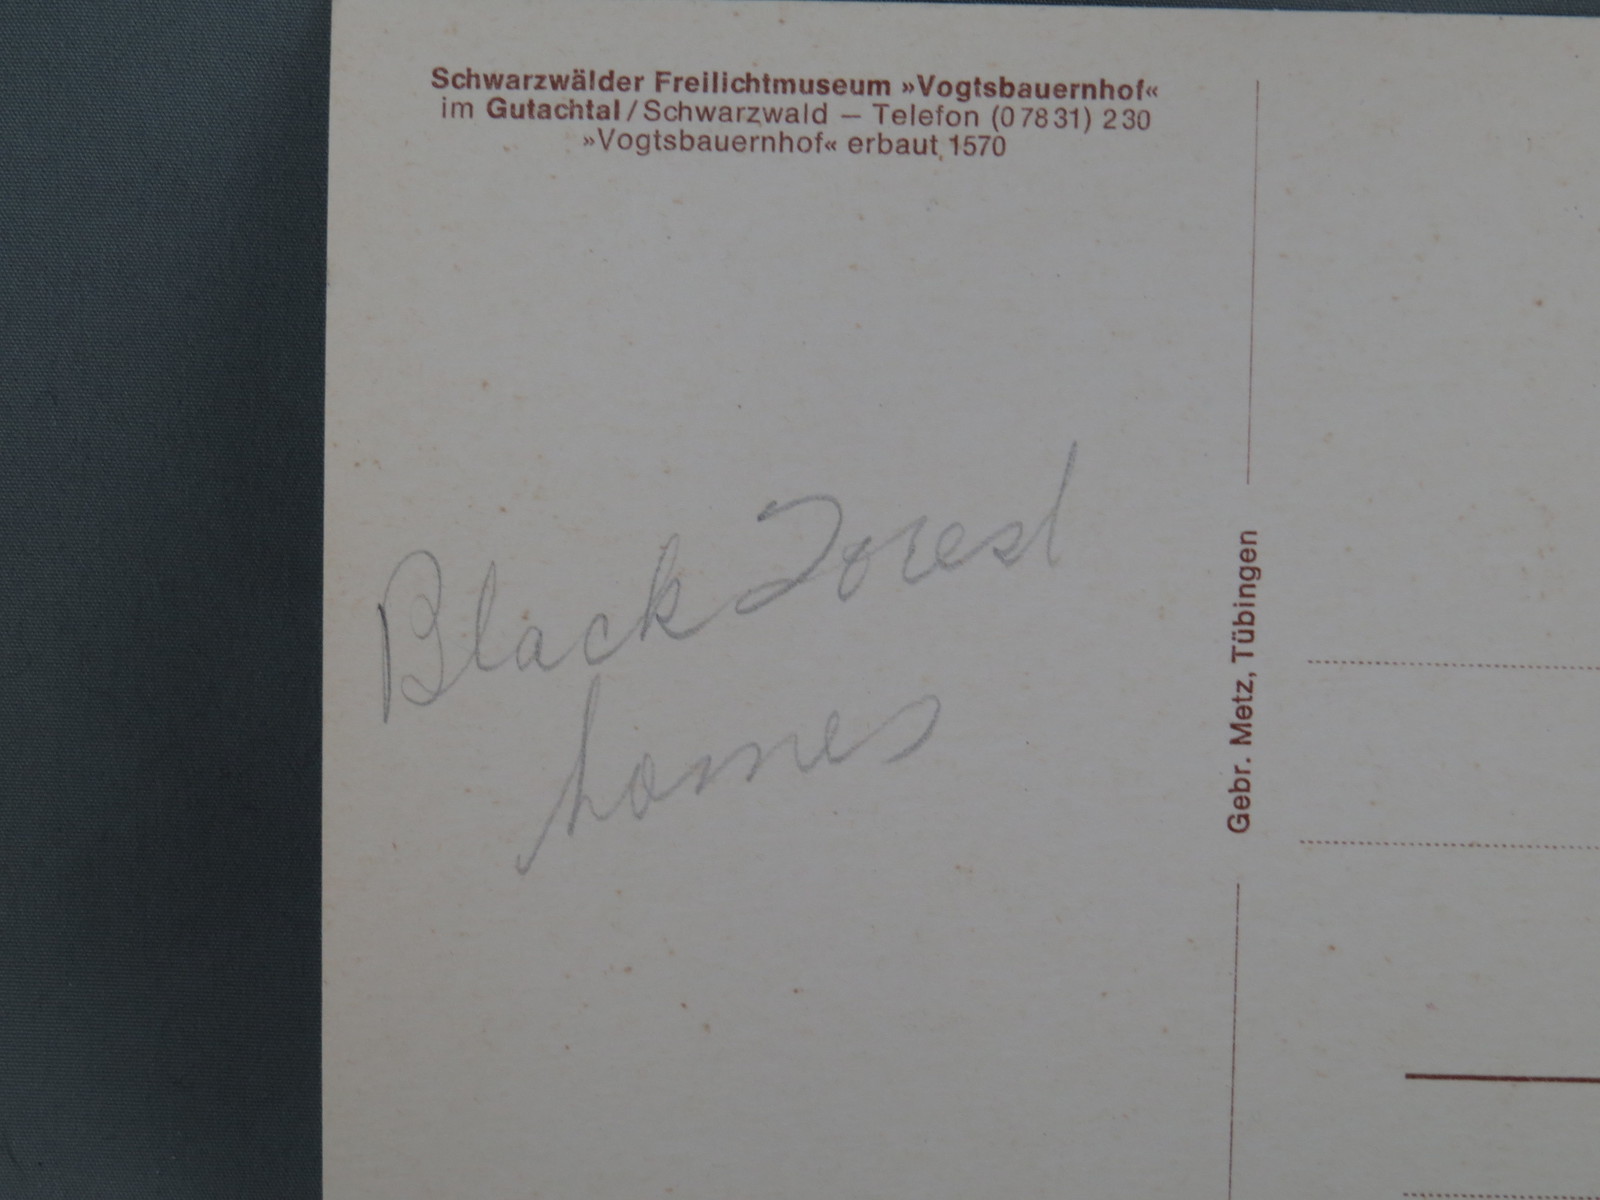 Schwarzwälder Freilichtmuseum »Vogtsbauernhof«
im Gutachtal/Schwarzwald – Telefon (07831) 230
»Vogtsbauernhof« erbaut 1570
Black Forest
homes
Gebr. Metz, Tübingen